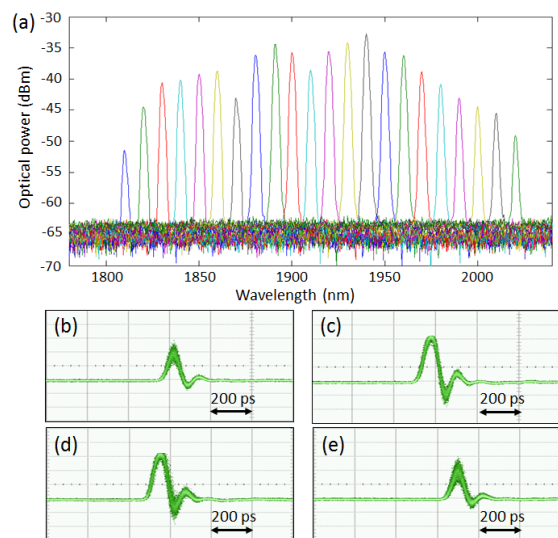 (a)
Optical power (dBm)
-30
-35
-40
-45
-50
-55
-60
-65
-70
1800
1850
1900
1950
2000
Wavelength (nm)
(b)
200 ps
(c)
200 ps
(d)
200 ps
(e)
200 ps